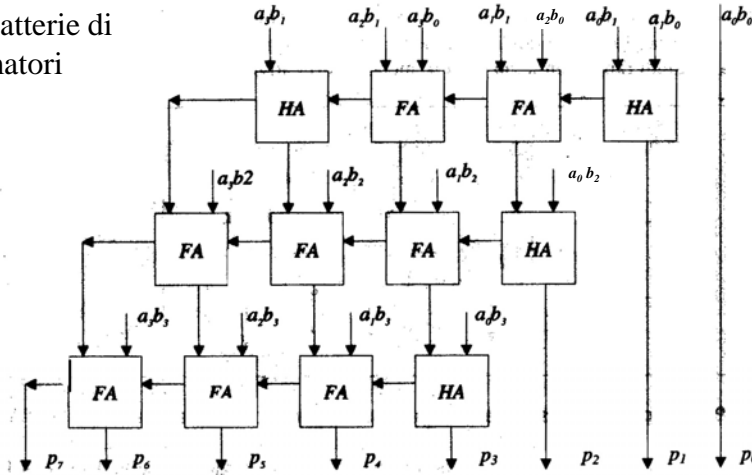 atterie di
natori
a₃b₁ a₂b₁ a₃b₀ a₁b₁ a₂b₀ a₀b₁ a₁b₀ a₀b₀
HA FA FA HA
a₃b2 a₂b₂ a₁b₂ a₀b₂
FA FA FA HA
a₃b₃ a₂b₃ a₁b₃ a₀b₃
FA FA FA HA
p₇ p₆ p₅ p₄ p₃ p₂ p₁ p